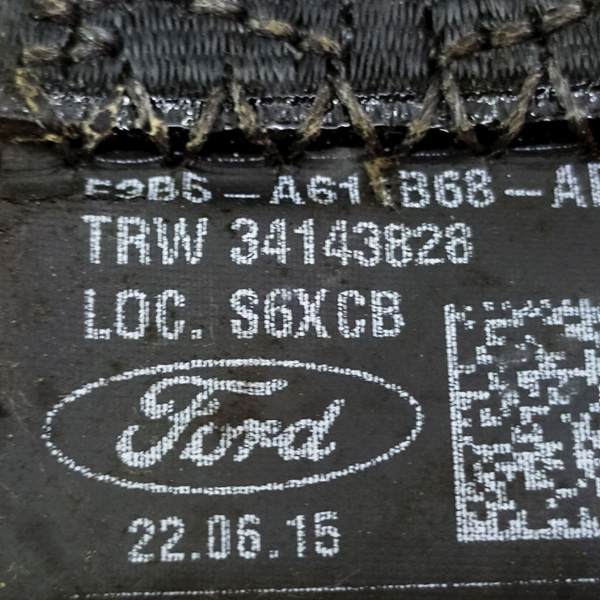 TRW 34143828
LOC. S6XCB
Ford
22.06.15